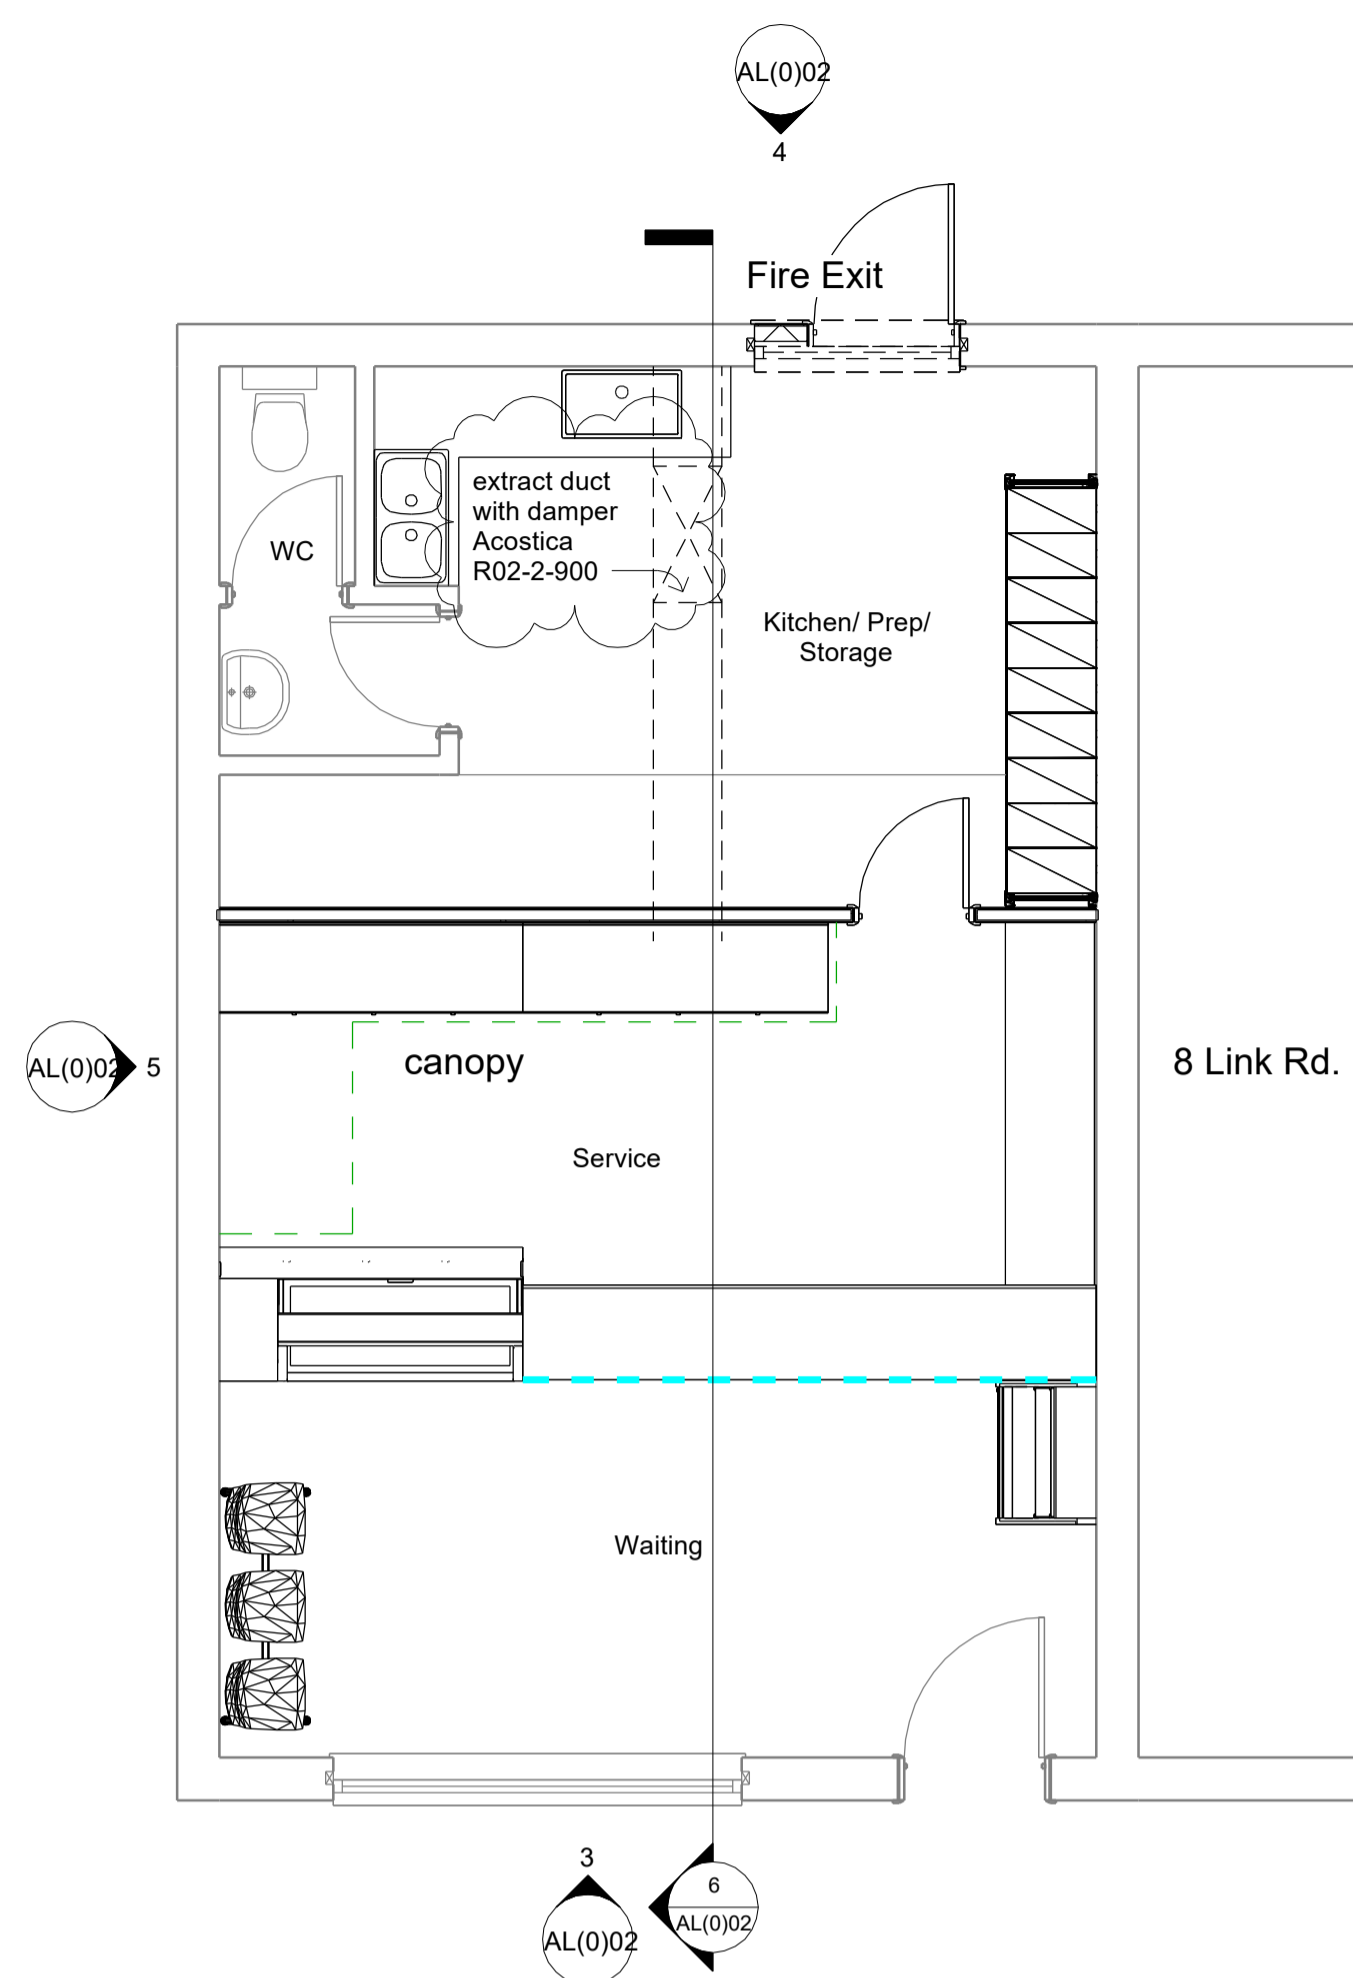 AL(0)02
4
Fire Exit
extract duct
with damper
Acostica
R02-2-900
WC
Kitchen/ Prep/
Storage
AL(0)02
5
canopy
8 Link Rd.
Service
Waiting
3
AL(0)02
6
AL(0)02